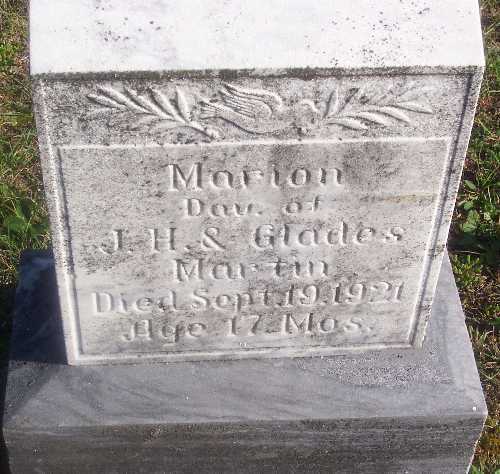 Marion
Dau. of
J. H. & Glades
Martin
Died Sept. 19. 1921
Age 17. Mos.